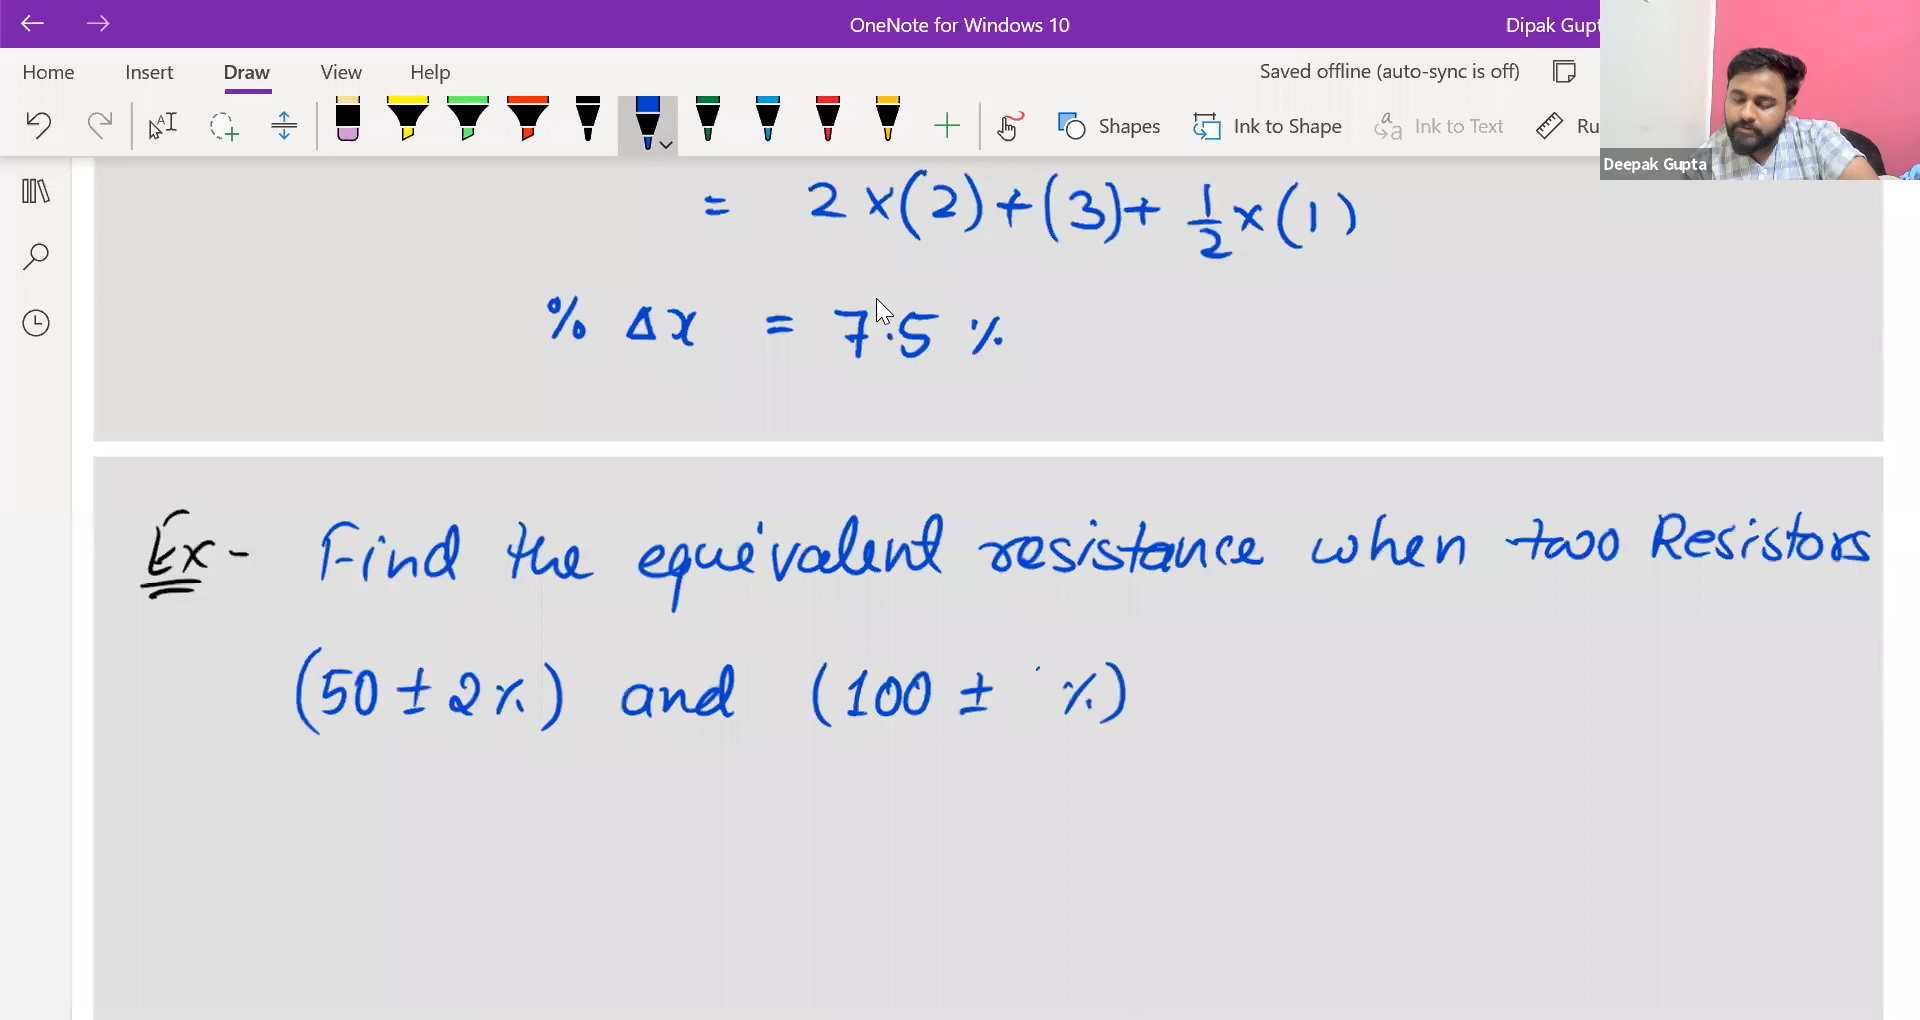 OneNote for Windows 10
Dipak Gupt
Home Insert Draw View Help
Saved offline (auto-sync is off)
Shapes Ink to Shape Ink to Text Ru
Deepak Gupta
= 2 × (2) + (3) + 1/2 × (1)
% Δx = 7.5 %
Ex - Find the equivalent resistance when two Resistors
(50 ± 2%) and (100 ± %)